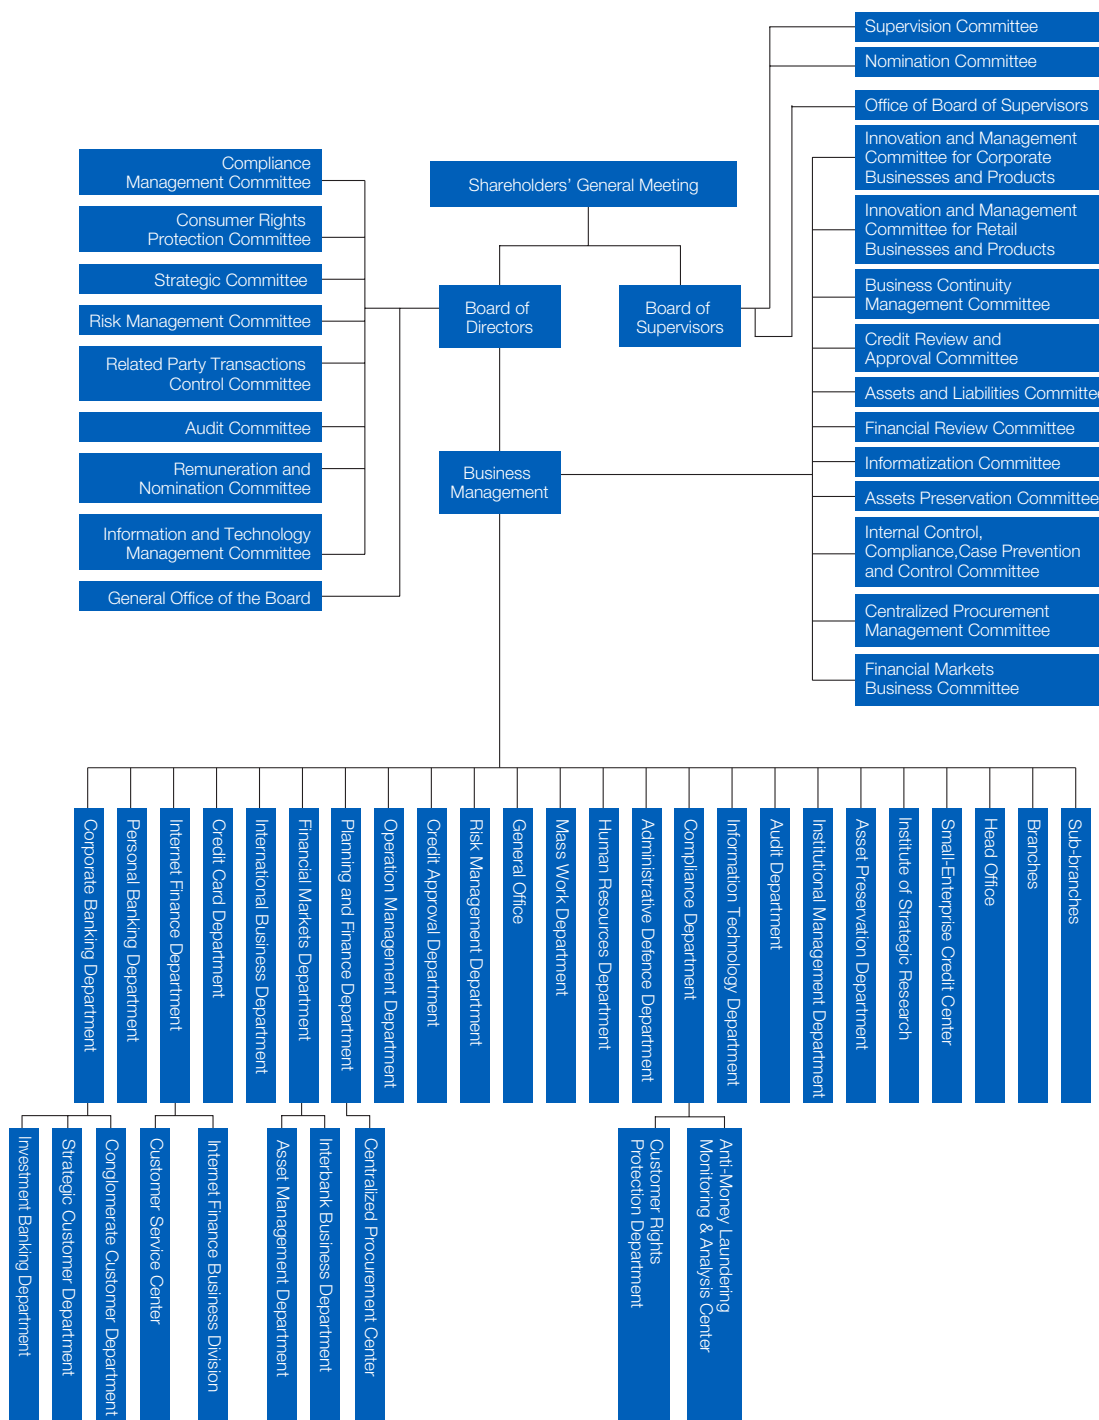 Supervision Committee
Nomination Committee
Office of Board of Supervisors
Innovation and Management
Committee for Corporate
Businesses and Products
Innovation and Management
Committee for Retail
Businesses and Products
Business Continuity
Management Committee
Credit Review and
Approval Committee
Assets and Liabilities Committee
Financial Review Committee
Informatization Committee
Assets Preservation Committee
Internal Control,
Compliance,Case Prevention
and Control Committee
Centralized Procurement
Management Committee
Financial Markets
Business Committee
Shareholders' General Meeting
Board of
Directors
Board of
Supervisors
Business
Management
Compliance
Management Committee
Consumer Rights
Protection Committee
Strategic Committee
Risk Management Committee
Related Party Transactions
Control Committee
Audit Committee
Remuneration and
Nomination Committee
Information and Technology
Management Committee
General Office of the Board
Corporate Banking Department
Personal Banking Department
Internet Finance Department
Credit Card Department
International Business Department
Financial Markets Department
Planning and Finance Department
Operation Management Department
Credit Approval Department
Risk Management Department
General Office
Mass Work Department
Human Resources Department
Administrative Defence Department
Compliance Department
Information Technology Department
Audit Department
Institutional Management Department
Asset Preservation Department
Institute of Strategic Research
Small-Enterprise Credit Center
Head Office
Branches
Sub-branches
Investment Banking Department
Strategic Customer Department
Conglomerate Customer Department
Customer Service Center
Internet Finance Business Division
Asset Management Department
Interbank Business Department
Centralized Procurement Center
Customer Rights
Protection Department
Anti-Money Laundering
Monitoring & Analysis Center